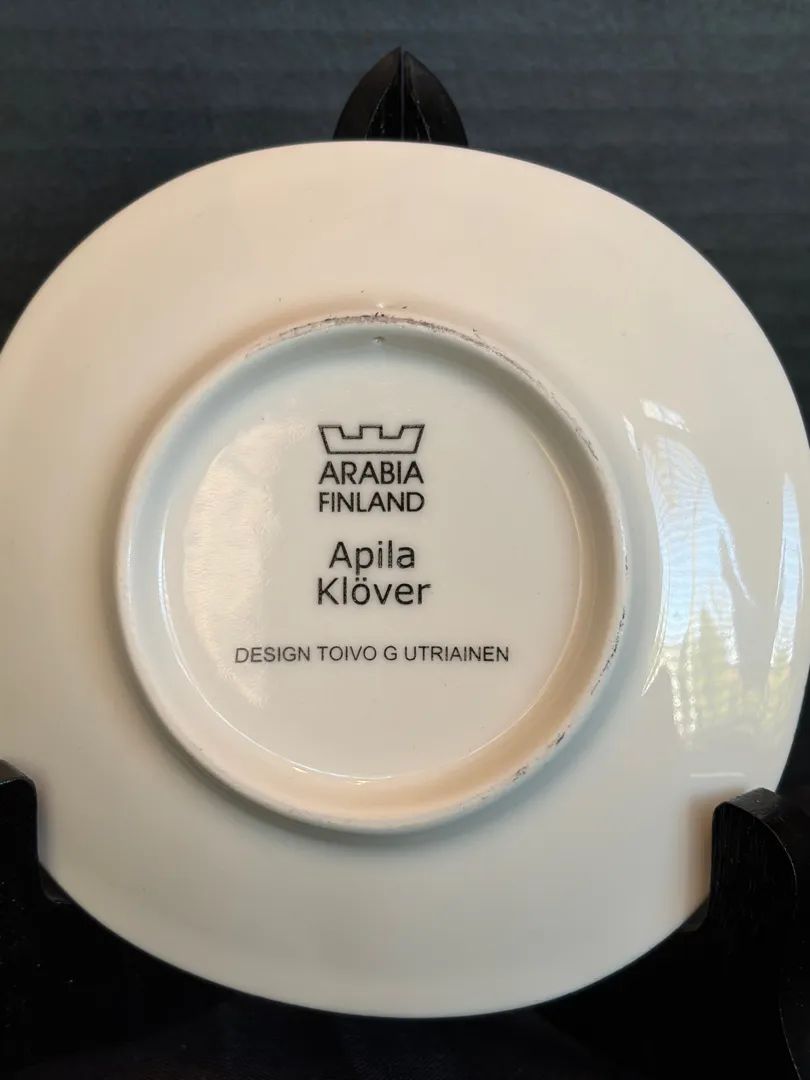 ARABIA
FINLAND
Apila
Klöver
DESIGN TOIVO G UTRIAINEN